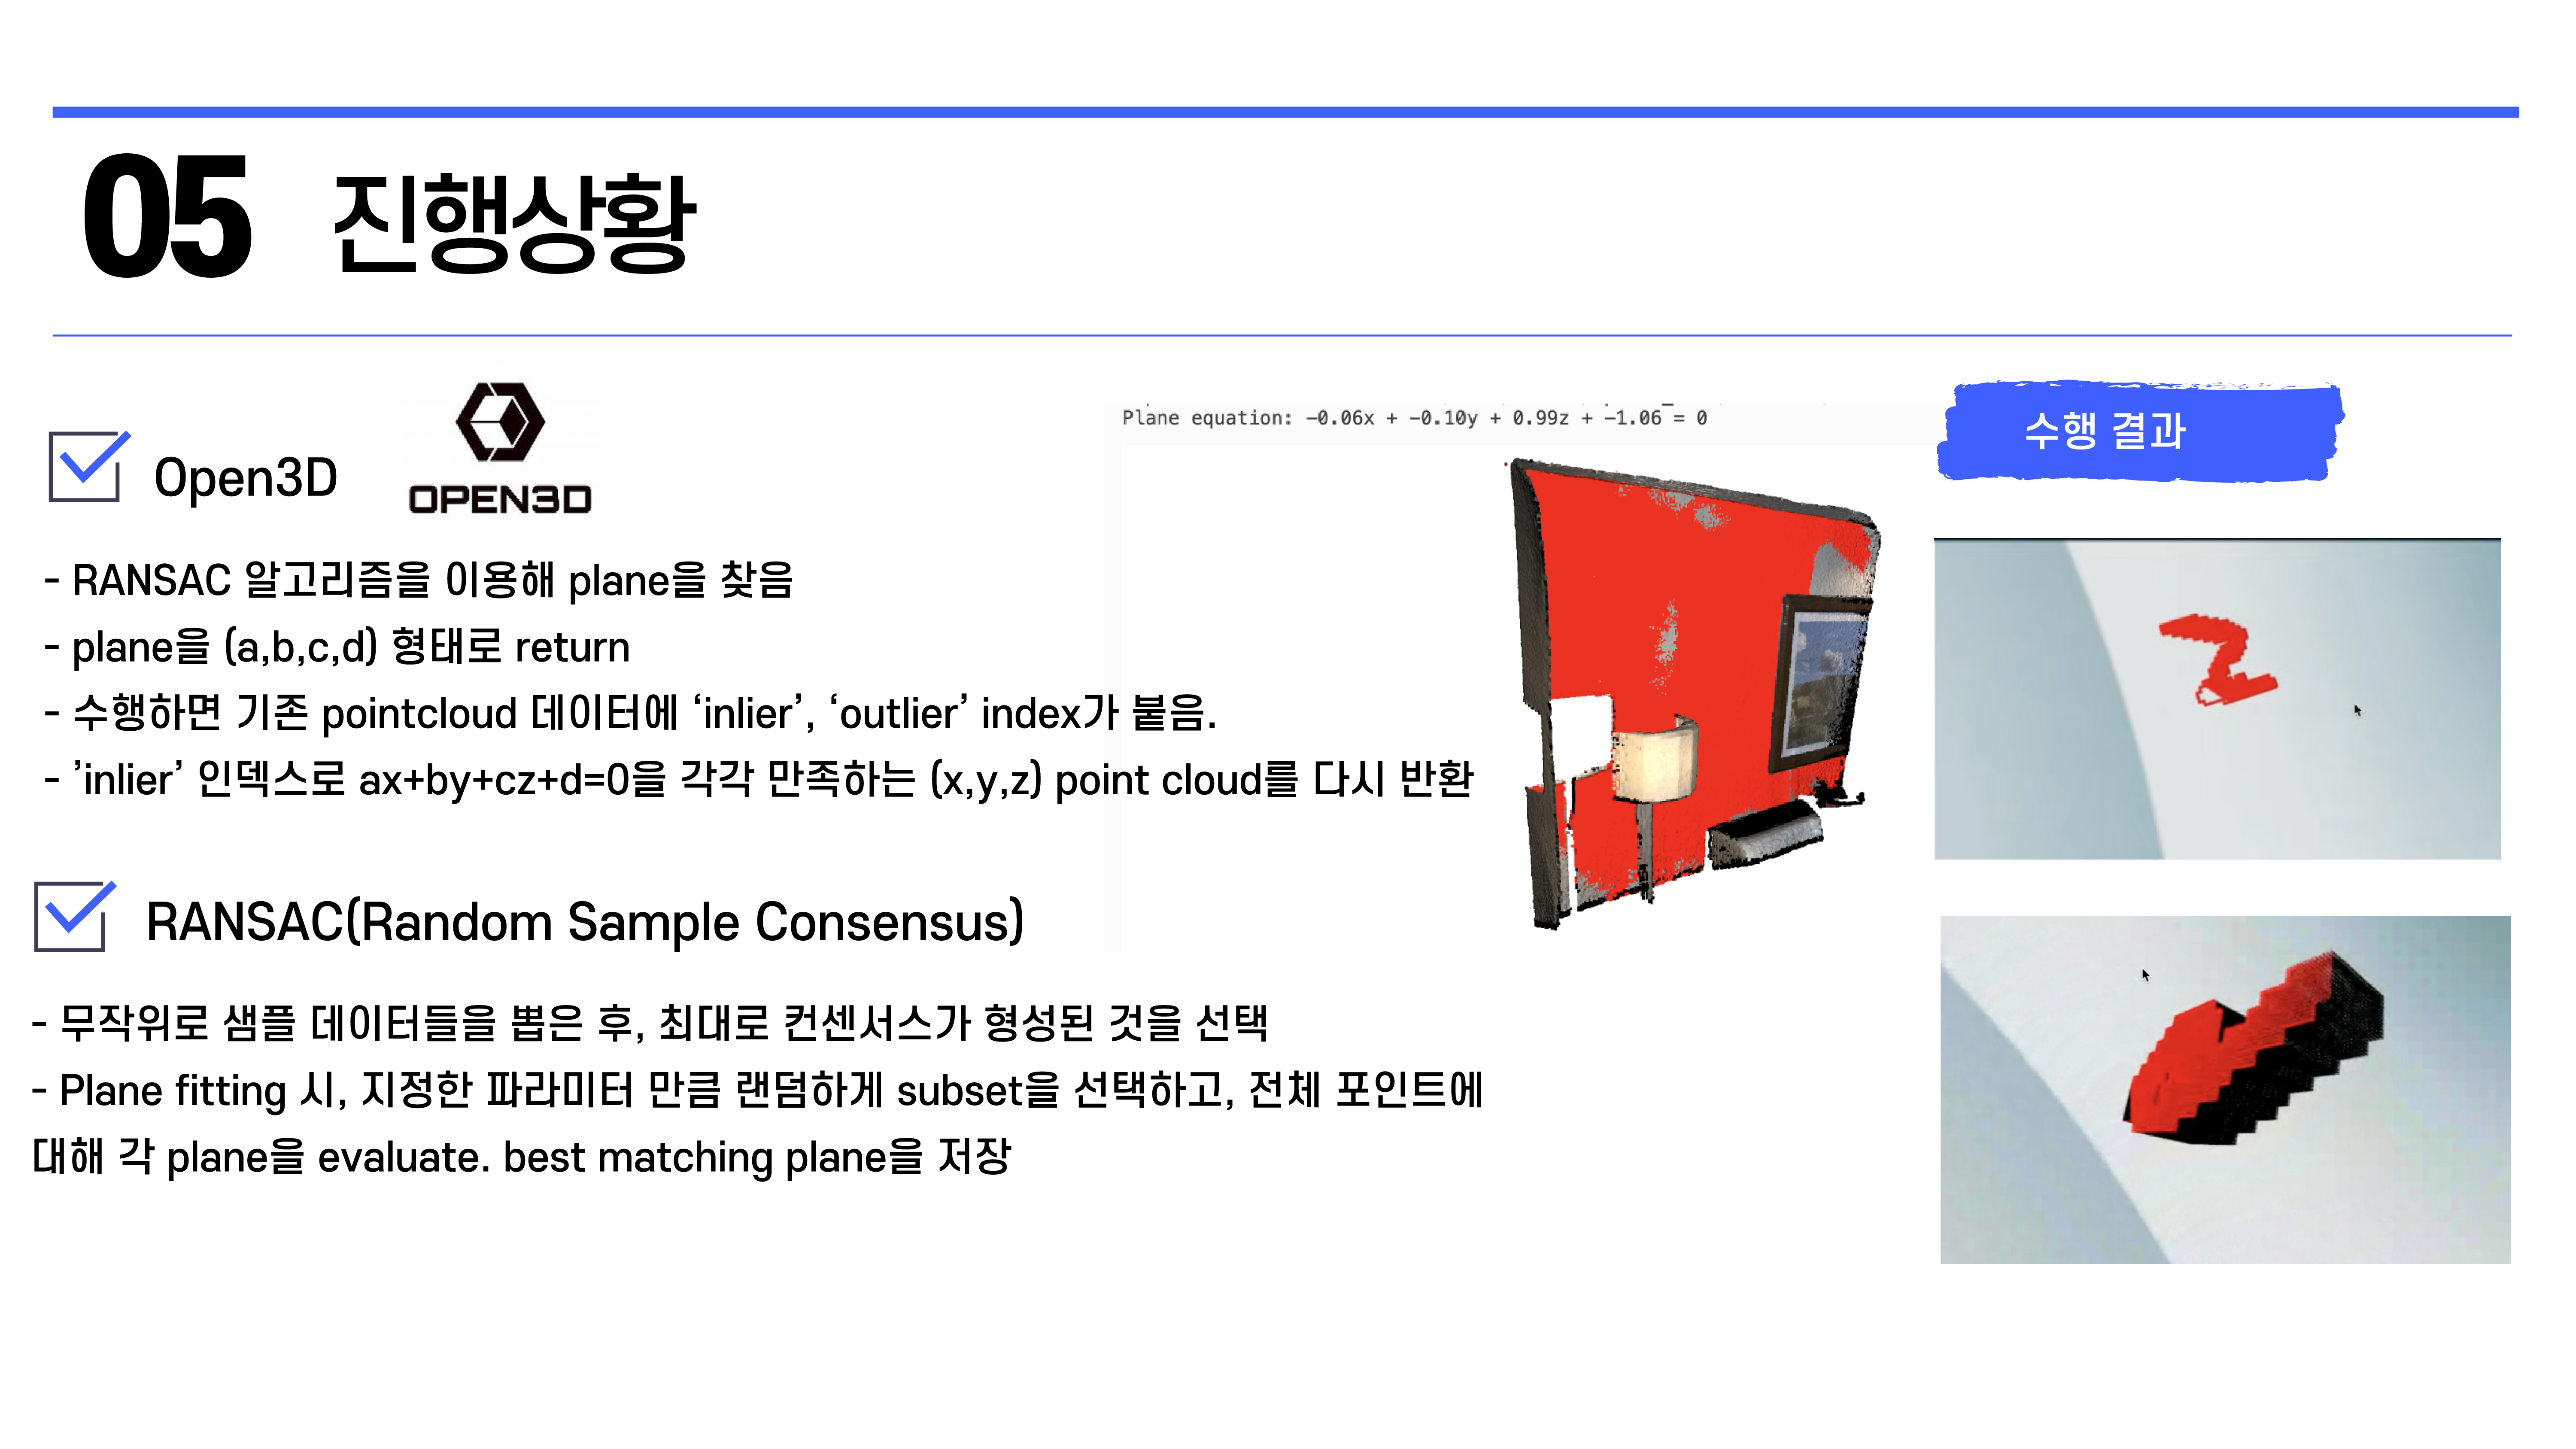 05 진행상황
Open3D
OPEN3D
- RANSAC 알고리즘을 이용해 plane을 찾음
- plane을 (a,b,c,d) 형태로 return
- 수행하면 기존 pointcloud 데이터에 ‘inlier’, ‘outlier’ index가 붙음.
- ’inlier’ 인덱스로 ax+by+cz+d=0을 각각 만족하는 (x,y,z) point cloud를 다시 반환
RANSAC(Random Sample Consensus)
- 무작위로 샘플 데이터들을 뽑은 후, 최대로 컨센서스가 형성된 것을 선택
- Plane fitting 시, 지정한 파라미터 만큼 랜덤하게 subset을 선택하고, 전체 포인트에
대해 각 plane을 evaluate. best matching plane을 저장
Plane equation: -0.06x + -0.10y + 0.99z + -1.06 = 0
수행 결과